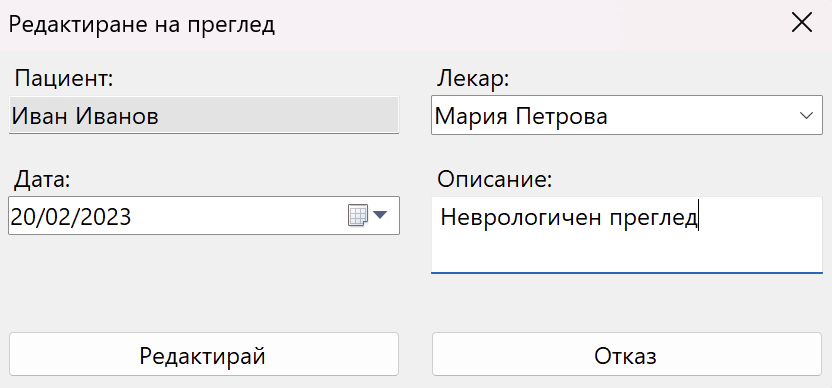 Редактиране на преглед
Пациент:
Иван Иванов
Лекар:
Мария Петрова
Дата:
20/02/2023
Описание:
Неврологичен преглед
Редактирай
Отказ